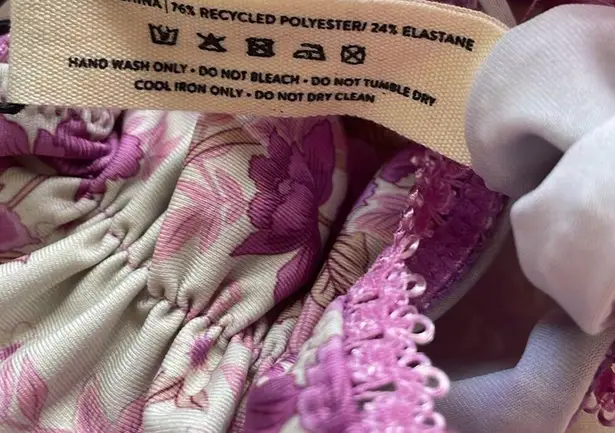 | 76% RECYCLED POLYESTER/ 24% ELASTANE
HAND WASH ONLY • DO NOT BLEACH • DO NOT TUMBLE DRY
COOL IRON ONLY • DO NOT DRY CLEAN